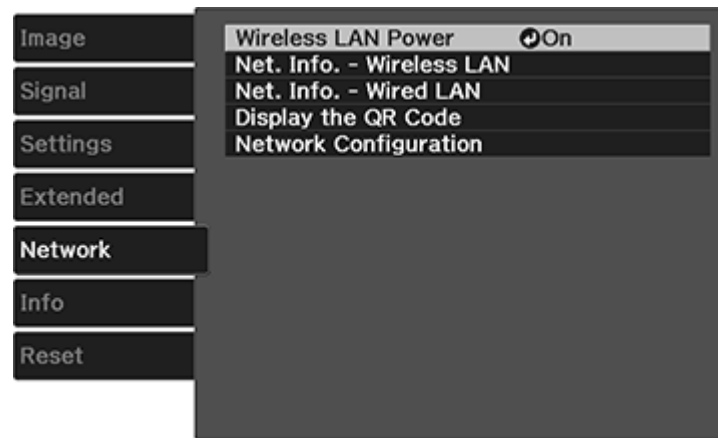 Image
Signal
Settings
Extended
Network
Info
Reset
Wireless LAN Power On
Net. Info. - Wireless LAN
Net. Info. - Wired LAN
Display the QR Code
Network Configuration